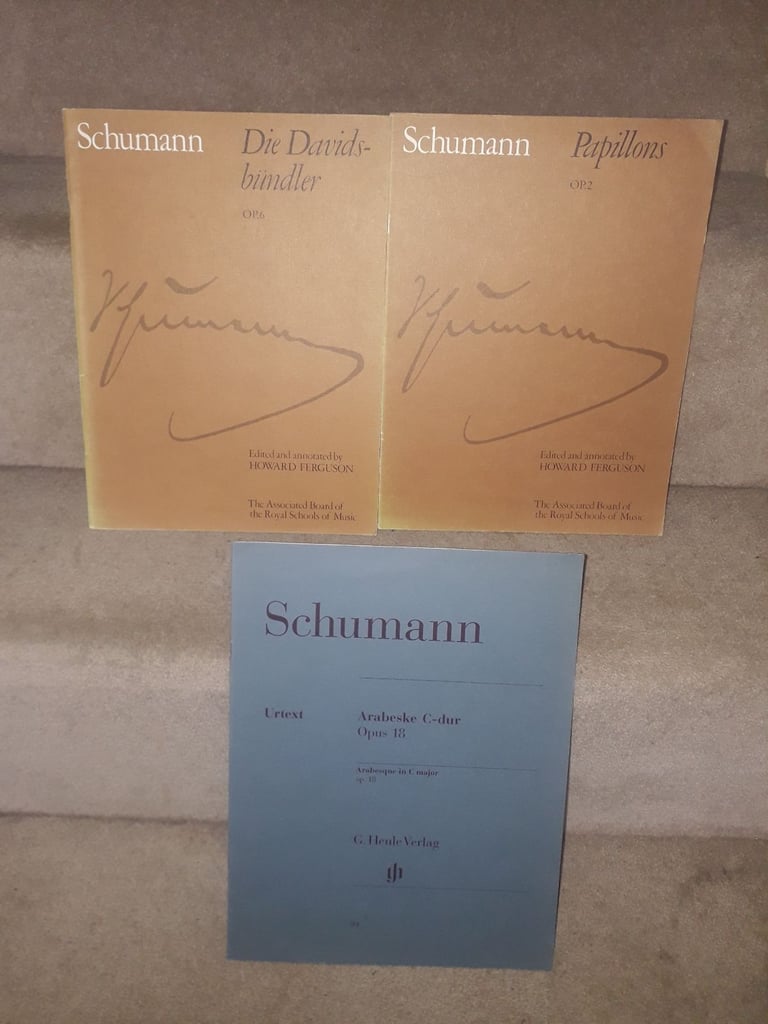 Schumann
Die Davids-
bündler
OP.6
Schumann
Edited and annotated by
HOWARD FERGUSON
The Associated Board of
the Royal Schools of Music
Schumann
Papillons
OP.2
Schumann
Edited and annotated by
HOWARD FERGUSON
The Associated Board of
the Royal Schools of Music
Schumann
Urtext
Arabeske C-dur
Opus 18
Arabesque in C major
op. 18
G. Henle Verlag